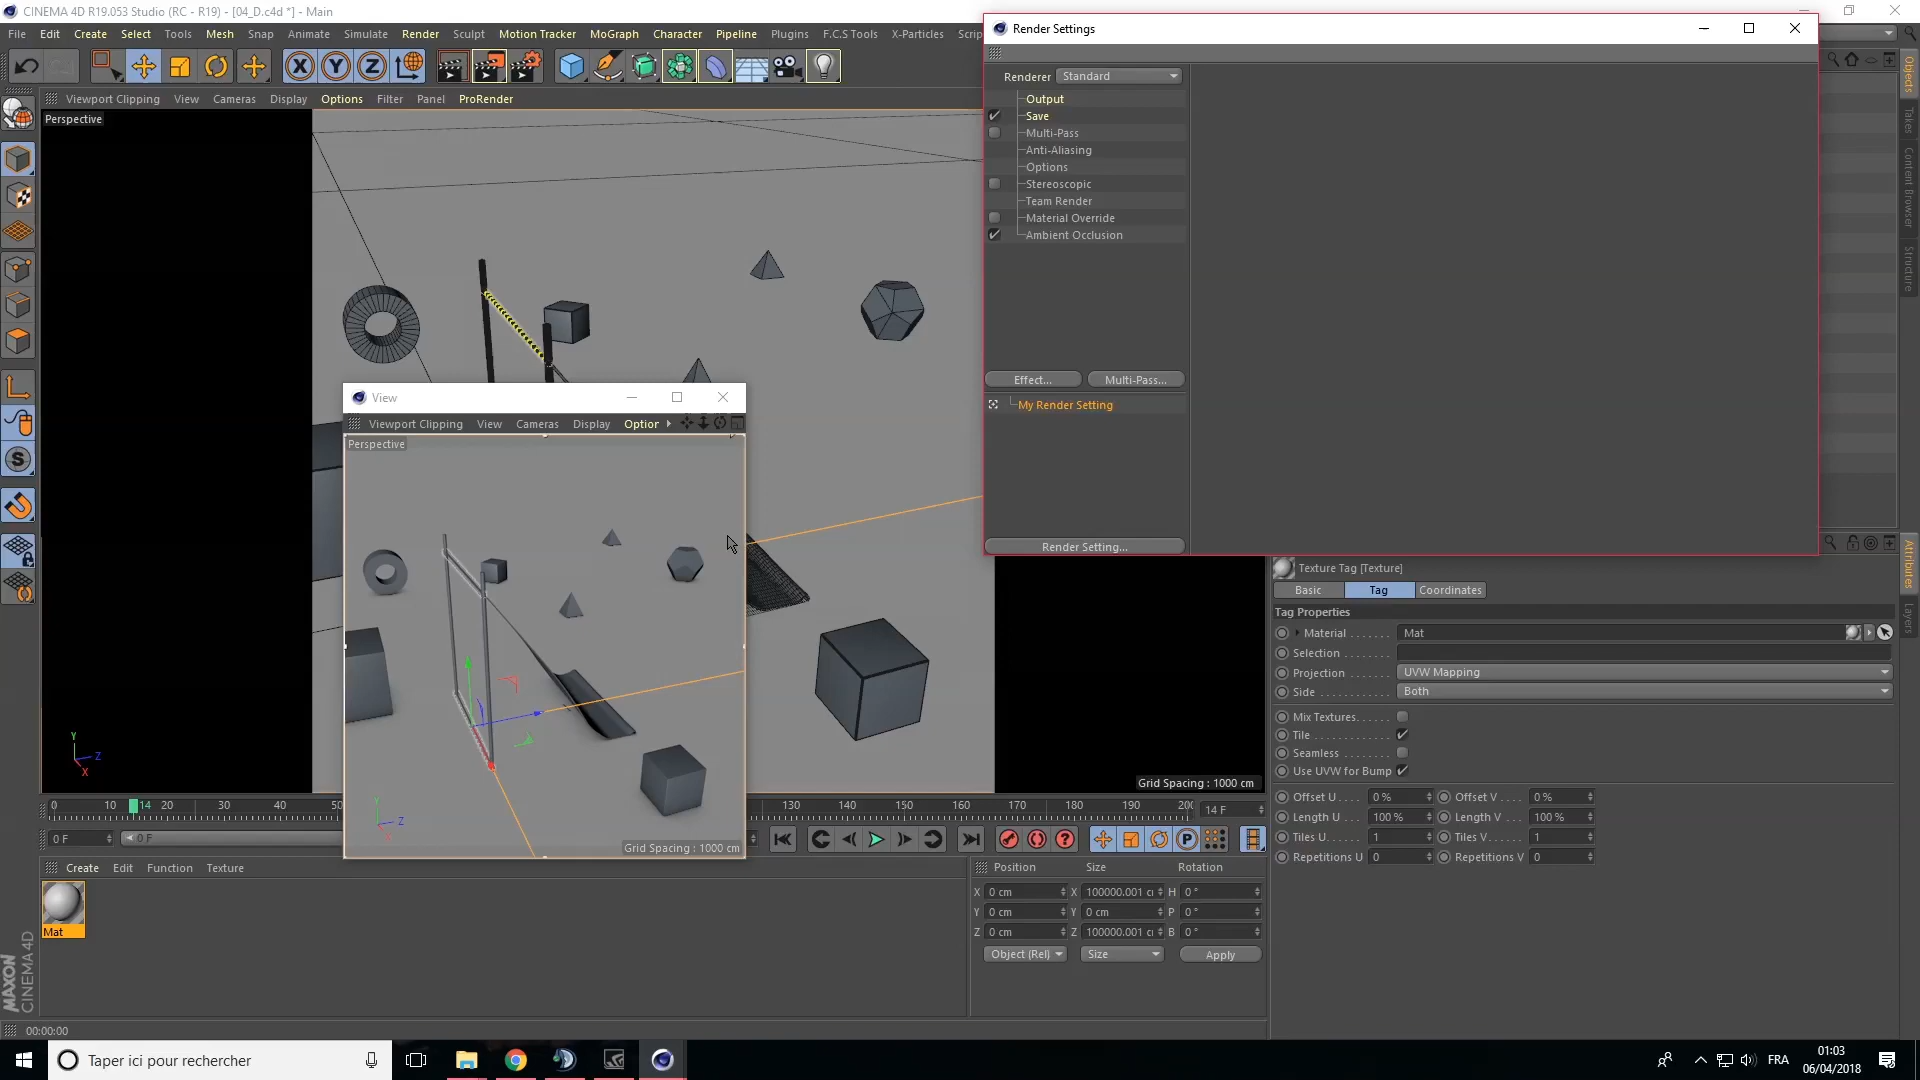 CINEMA 4D R19.053 Studio (RC - R19) - [04_D.c4d *] - Main
File Edit Create Select Tools Mesh Snap Animate Simulate Render Sculpt Motion Tracker MoGraph Character Pipeline Plugins F.C.S Tools X-Particles Scrip
Viewport Clipping View Cameras Display Options Filter Panel ProRender
Perspective
Render Settings
Renderer Standard
Output
Save
Multi-Pass
Anti-Aliasing
Options
Stereoscopic
Team Render
Material Override
Ambient Occlusion
Effect... Multi-Pass...
My Render Setting
Render Setting...
Objects
Takes
Content Browser
Structure
View
Viewport Clipping View Cameras Display Option
Perspective
Grid Spacing : 1000 cm
Y
Z
X
Y
Z
Grid Spacing : 1000 cm
Attributes
Layers
Texture Tag [Texture]
Basic Tag Coordinates
Tag Properties
Material Mat
Selection
Projection UVW Mapping
Side Both
Mix Textures
Tile
Seamless
Use UVW for Bump
Offset U 0 % Offset V 0 %
Length U 100 % Length V 100 %
Tiles U 1 Tiles V 1
Repetitions U 0 Repetitions V 0
0 10 14 20 30 40 50 130 140 150 160 170 180 190 200 14 F
0 F 0 F
Create Edit Function Texture
Mat
Position Size Rotation
X 0 cm X 100000.001 c H 0 °
Y 0 cm Y 0 cm P 0 °
Z 0 cm Z 100000.001 c B 0 °
Object (Rel) Size Apply
MAXON
CINEMA 4D
00:00:00
Taper ici pour rechercher
FRA
01:03
06/04/2018